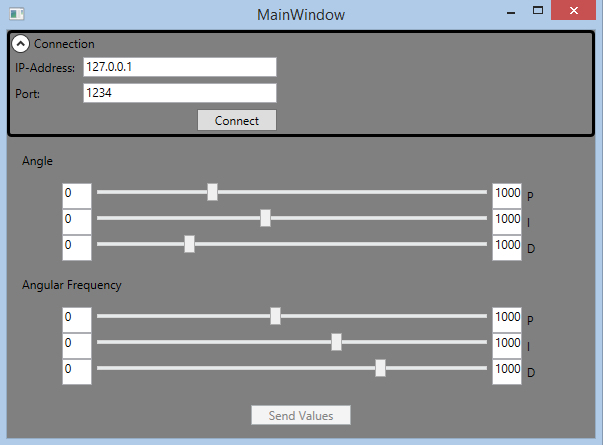 MainWindow
Connection
IP-Address: 127.0.0.1
Port: 1234
Connect
Angle
0 1000 P
0 1000 I
0 1000 D
Angular Frequency
0 1000 P
0 1000 I
0 1000 D
Send Values